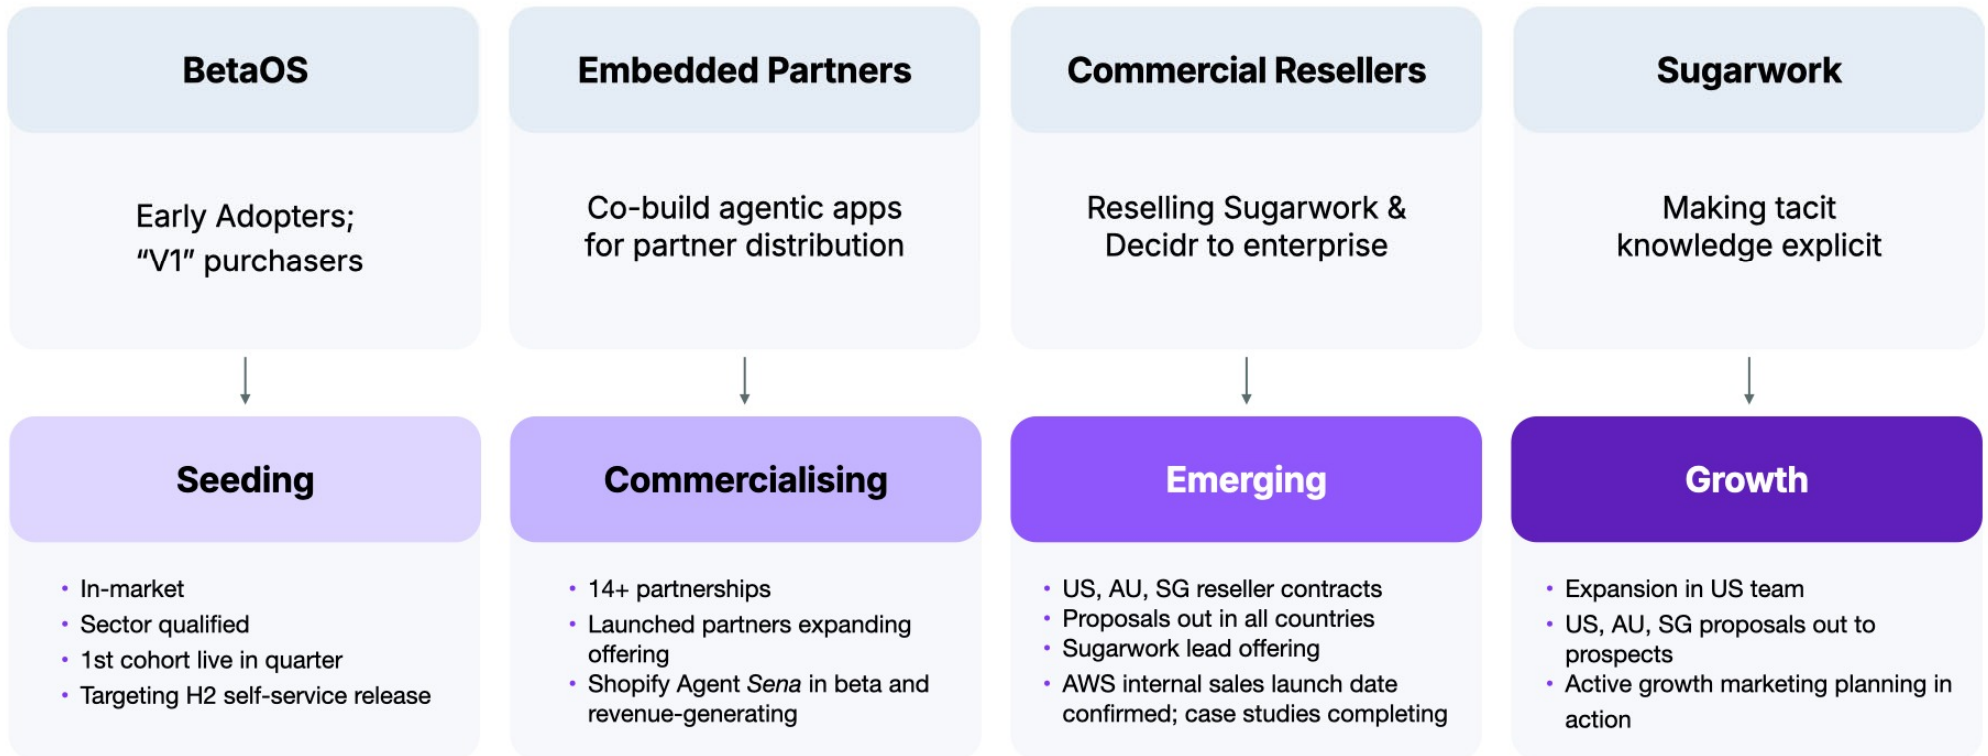 BetaOS
Early Adopters;
“V1” purchasers
Seeding
• In-market
• Sector qualified
• 1st cohort live in quarter
• Targeting H2 self-service release
Embedded Partners
Co-build agentic apps
for partner distribution
Commercialising
• 14+ partnerships
• Launched partners expanding
offering
• Shopify Agent Sena in beta and
revenue-generating
Commercial Resellers
Reselling Sugarwork &
Decidr to enterprise
Emerging
• US, AU, SG reseller contracts
• Proposals out in all countries
• Sugarwork lead offering
• AWS internal sales launch date
confirmed; case studies completing
Sugarwork
Making tacit
knowledge explicit
Growth
• Expansion in US team
• US, AU, SG proposals out to
prospects
• Active growth marketing planning in
action